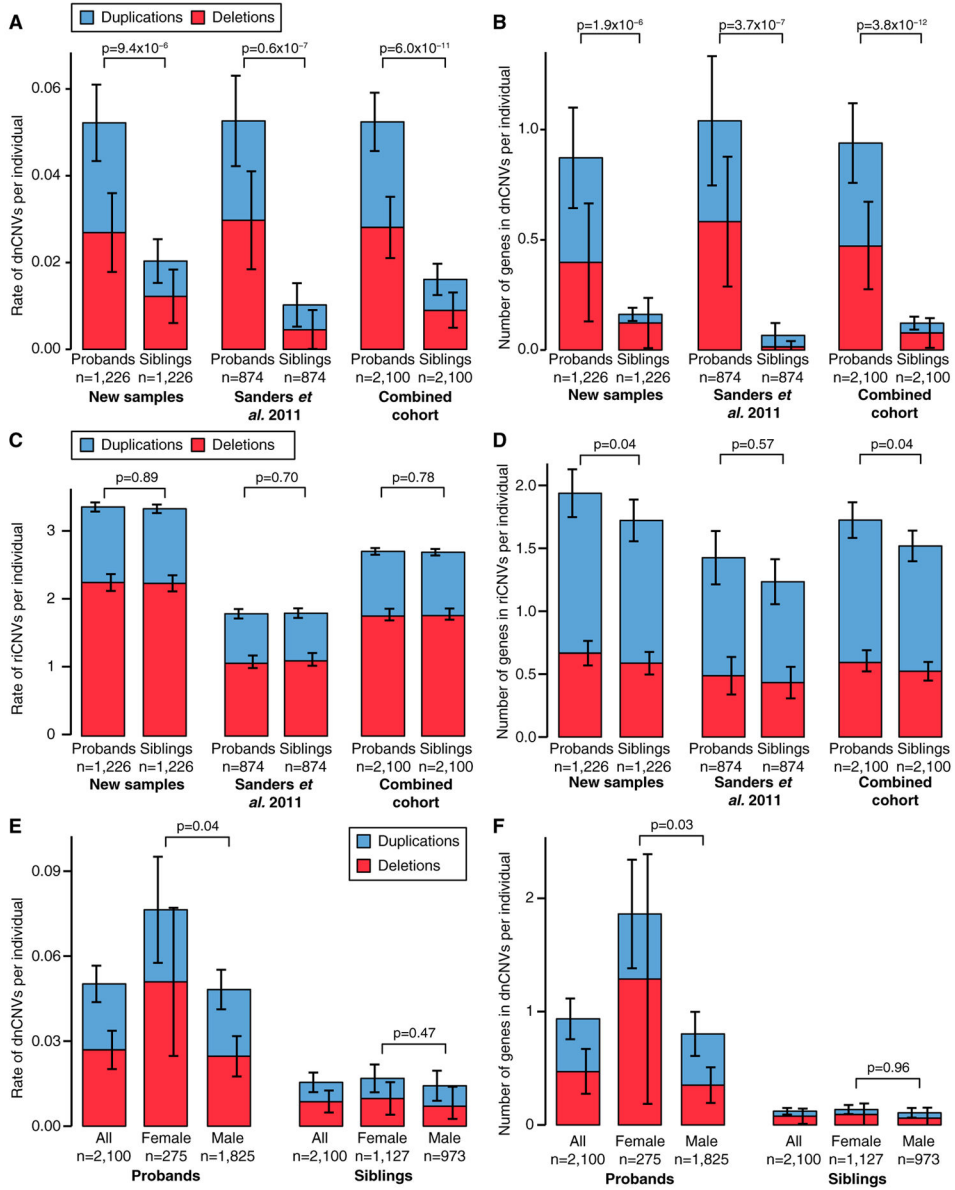 A
Duplications Deletions
Rate of dnCNVs per individual
0.00
0.02
0.04
0.06
p=9.4x10⁻⁶
p=0.6x10⁻⁷
p=6.0x10⁻¹¹
Probands Siblings Probands Siblings Probands Siblings
n=1,226 n=1,226 n=874 n=874 n=2,100 n=2,100
New samples Sanders et Combined
al. 2011 cohort
B
Number of genes in dnCNVs per individual
0.0
0.5
1.0
p=1.9x10⁻⁶
p=3.7x10⁻⁷
p=3.8x10⁻¹²
Probands Siblings Probands Siblings Probands Siblings
n=1,226 n=1,226 n=874 n=874 n=2,100 n=2,100
New samples Sanders et Combined
al. 2011 cohort
C
Duplications Deletions
Rate of riCNVs per individual
0
1
2
3
p=0.89
p=0.70
p=0.78
Probands Siblings Probands Siblings Probands Siblings
n=1,226 n=1,226 n=874 n=874 n=2,100 n=2,100
New samples Sanders et Combined
al. 2011 cohort
D
Number of genes in riCNVs per individual
0.0
0.5
1.0
1.5
2.0
p=0.04
p=0.57
p=0.04
Probands Siblings Probands Siblings Probands Siblings
n=1,226 n=1,226 n=874 n=874 n=2,100 n=2,100
New samples Sanders et Combined
al. 2011 cohort
E
Duplications
Deletions
Rate of dnCNVs per individual
0.00
0.03
0.06
0.09
p=0.04
p=0.47
All Female Male All Female Male
n=2,100 n=275 n=1,825 n=2,100 n=1,127 n=973
Probands Siblings
F
Number of genes in dnCNVs per individual
0
1
2
p=0.03
p=0.96
All Female Male All Female Male
n=2,100 n=275 n=1,825 n=2,100 n=1,127 n=973
Probands Siblings